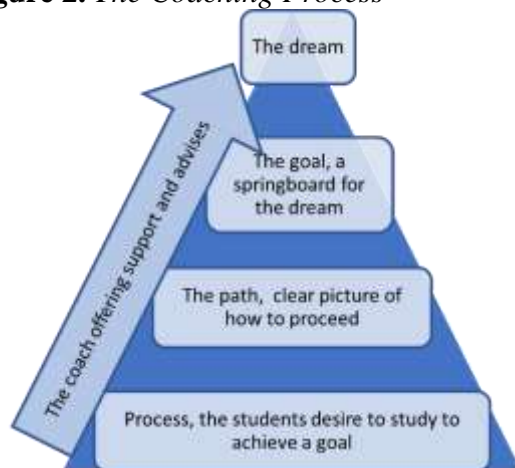 Figure 2. The Coaching Process
The dream
The goal, a
springboard for
the dream
The path, clear picture of
how to proceed
Process, the students desire to study to
achieve a goal
The coach offering support and advises